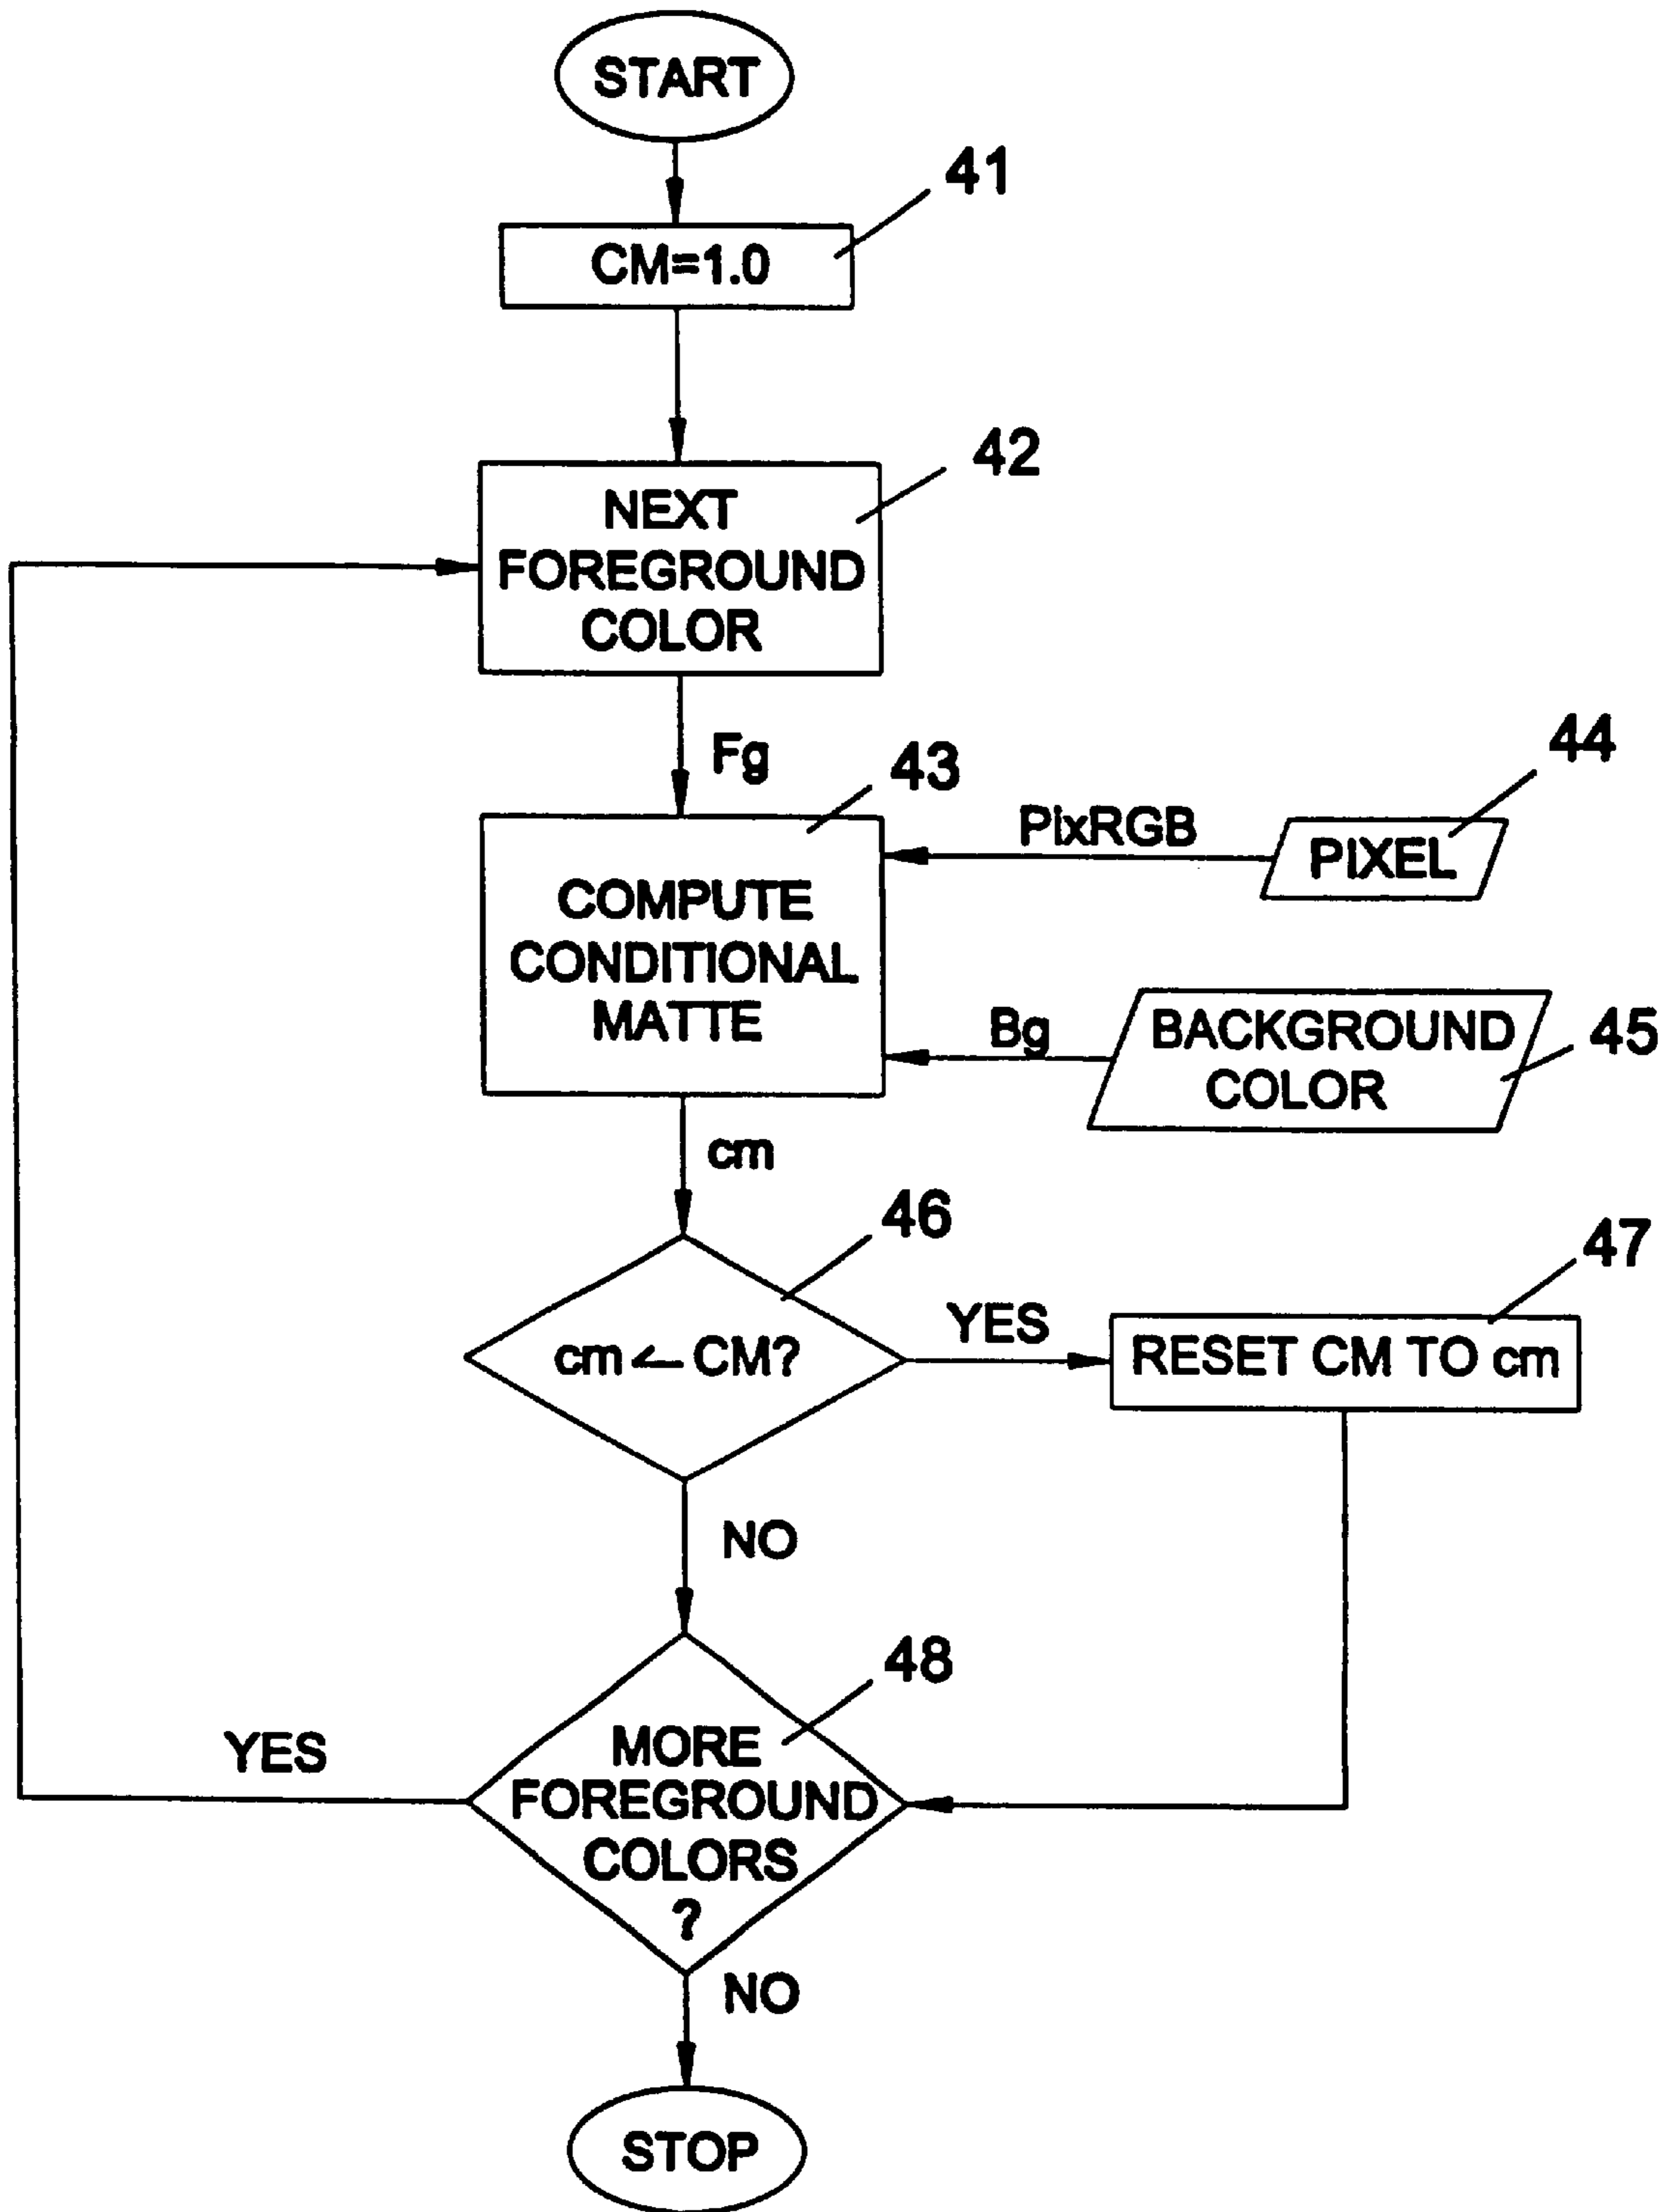 START
41
CM=1.0
42
NEXT
FOREGROUND
COLOR
Fg
43
44
PixRGB
PIXEL
COMPUTE
CONDITIONAL
MATTE
Bg
BACKGROUND
COLOR
45
cm
46
47
cm < CM?
YES
RESET CM TO cm
NO
48
MORE
FOREGROUND
COLORS
?
YES
NO
STOP